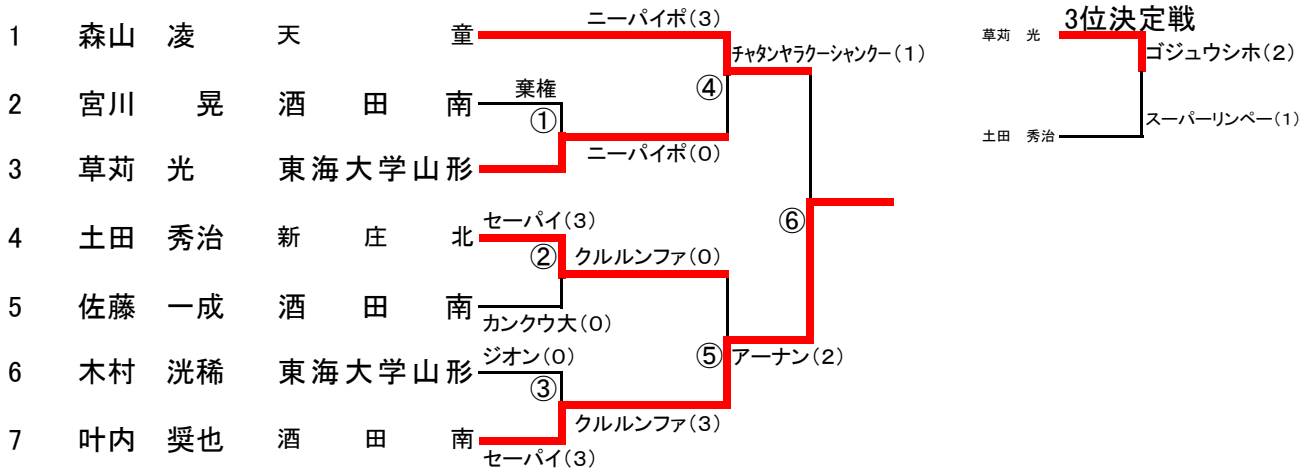 ニーパイポ(3)
3位決定戦
1 森山 凌 天童
草苅 光
ゴジュウシホ(2)
チャタンヤラクーシャンクー(1)
④
棄権
2 宮川 晃 酒田南
①
スーパーリンペー(1)
土田 秀治
ニーパイポ(0)
3 草苅 光 東海大学山形
セーパイ(3)
⑥
4 土田 秀治 新庄北
②
クルルンファ(0)
5 佐藤 一成 酒田南
カンクウ大(0)
ジオン(0)
⑤
アーナン(2)
6 木村 洸稀 東海大学山形
③
クルルンファ(3)
7 叶内 奨也 酒田南
セーパイ(3)